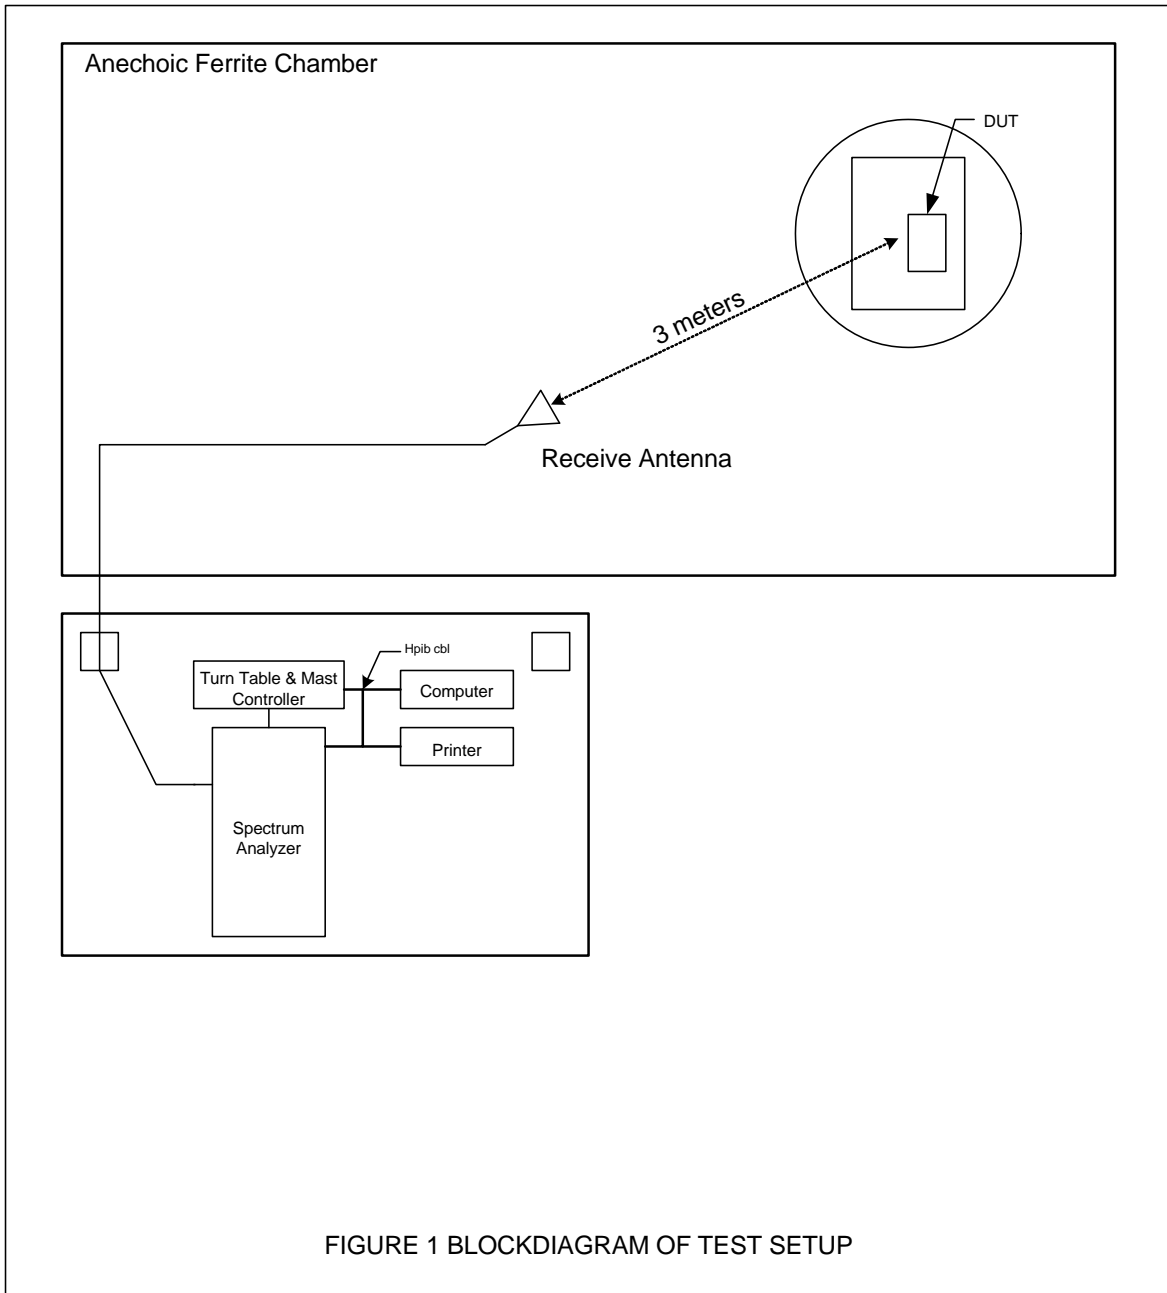 Anechoic Ferrite Chamber
DUT
3 meters
Receive Antenna
Hpib cbl
Turn Table & Mast
Controller
Computer
Printer
Spectrum
Analyzer
FIGURE 1 BLOCKDIAGRAM OF TEST SETUP